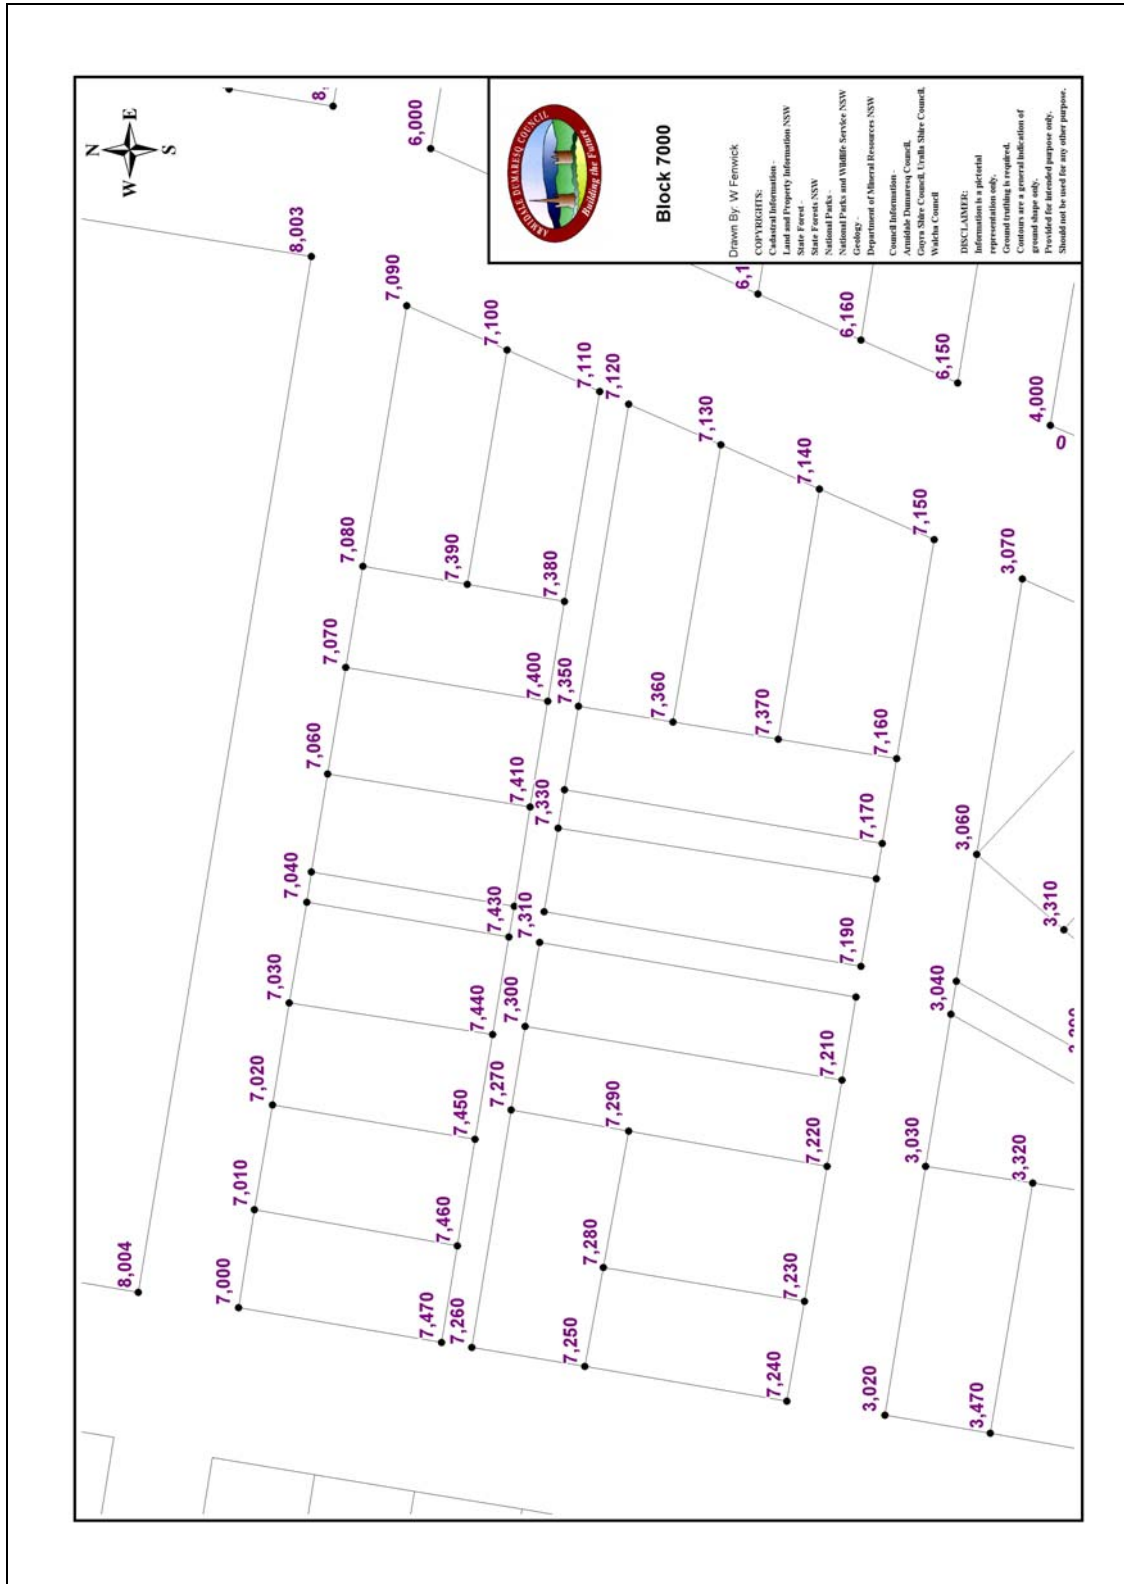 N
W
E
S
8,
6,000
8,003
8,004
7,090
7,100
7,110
7,120
7,130
7,140
7,150
7,080
7,390
7,380
7,070
7,400
7,350
7,360
7,370
7,160
7,060
7,410
7,330
7,170
7,040
7,430
7,310
7,190
7,030
7,440
7,300
7,210
7,020
7,450
7,270
7,290
7,220
7,010
7,460
7,280
7,230
7,000
7,470
7,260
7,250
7,240
6,1
6,160
6,150
4,000
0
3,070
3,060
3,310
3,040
3,030
3,320
3,020
3,470
ARMIDALE DUMARESQ COUNCIL
Building the Future
Block 7000
Drawn By: W Fenwick
COPYRIGHTS:
Cadastral Information -
Land and Property Information NSW
State Forest -
State Forests NSW
National Parks -
National Parks and Wildlife Service NSW
Geology -
Department of Mineral Resources NSW
Council Information -
Armidale Dumaresq Council,
Guyra Shire Council, Uralla Shire Council,
Walcha Council
DISCLAIMER:
Information is a pictorial
representation only.
Ground truthing is required.
Contours are a general indication of
ground shape only.
Provided for intended purpose only.
Should not be used for any other purpose.